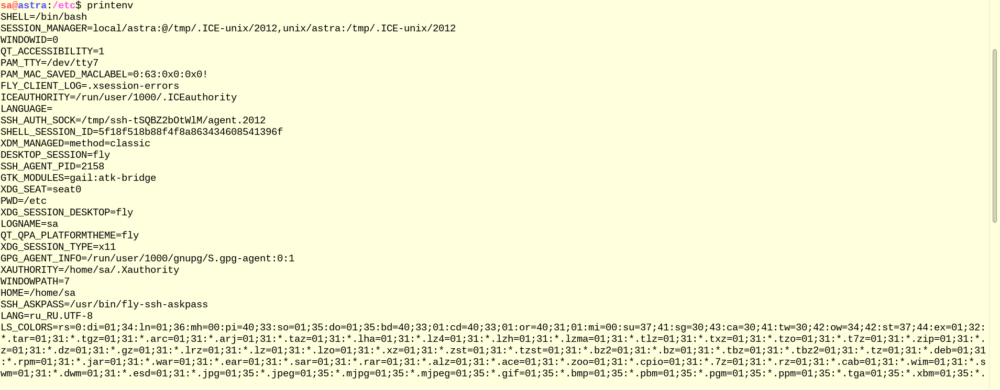 sa@astra:/etc$ printenv
SHELL=/bin/bash
SESSION_MANAGER=local/astra:@/tmp/.ICE-unix/2012,unix/astra:/tmp/.ICE-unix/2012
WINDOWID=0
QT_ACCESSIBILITY=1
PAM_TTY=/dev/tty7
PAM_MAC_SAVED_MACLABEL=0:63:0x0:0x0!
FLY_CLIENT_LOG=.xsession-errors
ICEAUTHORITY=/run/user/1000/.ICEauthority
LANGUAGE=
SSH_AUTH_SOCK=/tmp/ssh-tSQBZ2bOtWlM/agent.2012
SHELL_SESSION_ID=5f18f518b88f4f8a863434608541396f
XDM_MANAGED=method=classic
DESKTOP_SESSION=fly
SSH_AGENT_PID=2158
GTK_MODULES=gail:atk-bridge
XDG_SEAT=seat0
PWD=/etc
XDG_SESSION_DESKTOP=fly
LOGNAME=sa
QT_QPA_PLATFORMTHEME=fly
XDG_SESSION_TYPE=x11
GPG_AGENT_INFO=/run/user/1000/gnupg/S.gpg-agent:0:1
XAUTHORITY=/home/sa/.Xauthority
WINDOWPATH=7
HOME=/home/sa
SSH_ASKPASS=/usr/bin/fly-ssh-askpass
LANG=ru_RU.UTF-8
LS_COLORS=rs=0:di=01;34:ln=01;36:mh=00:pi=40;33:so=01;35:do=01;35:bd=40;33;01:cd=40;33;01:or=40;31;01:mi=00:su=37;41:sg=30;43:ca=30;41:tw=30;42:ow=34;42:st=37;44:ex=01;32:
*.tar=01;31:*.tgz=01;31:*.arc=01;31:*.arj=01;31:*.taz=01;31:*.lha=01;31:*.lz4=01;31:*.lzh=01;31:*.lzma=01;31:*.tlz=01;31:*.txz=01;31:*.tzo=01;31:*.t7z=01;31:*.zip=01;31:*.
z=01;31:*.dz=01;31:*.gz=01;31:*.lrz=01;31:*.lz=01;31:*.lzo=01;31:*.xz=01;31:*.zst=01;31:*.tzst=01;31:*.bz2=01;31:*.bz=01;31:*.tbz=01;31:*.tbz2=01;31:*.tz=01;31:*.deb=01;31
:*.rpm=01;31:*.jar=01;31:*.war=01;31:*.ear=01;31:*.sar=01;31:*.rar=01;31:*.alz=01;31:*.ace=01;31:*.zoo=01;31:*.cpio=01;31:*.7z=01;31:*.rz=01;31:*.cab=01;31:*.wim=01;31:*.s
wm=01;31:*.dwm=01;31:*.esd=01;31:*.jpg=01;35:*.jpeg=01;35:*.mjpg=01;35:*.mjpeg=01;35:*.gif=01;35:*.bmp=01;35:*.pbm=01;35:*.pgm=01;35:*.ppm=01;35:*.tga=01;35:*.xbm=01;35:*.